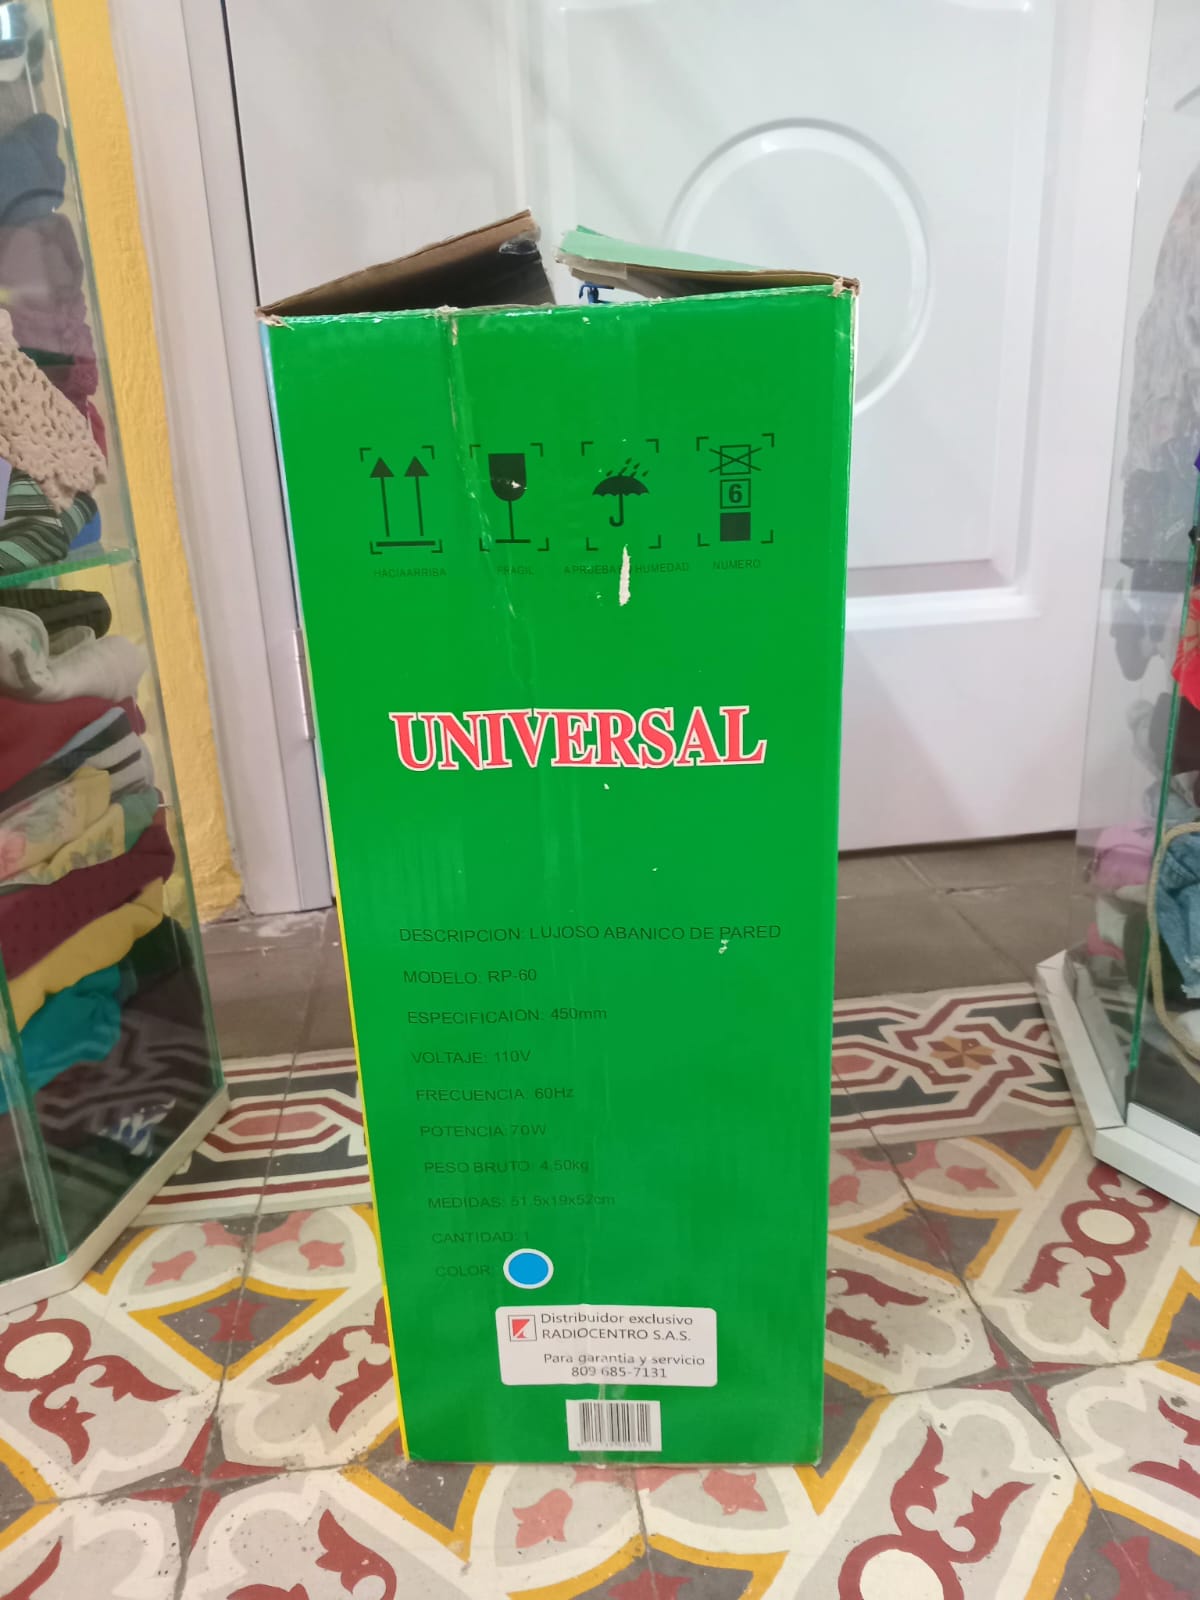 6
HACIAARRIBA FRAGIL A PRUEBA HUMEDAD NUMERO
UNIVERSAL
DESCRIPCION: LUJOSO ABANICO DE PARED
MODELO: RP-60
ESPECIFICAION: 450mm
VOLTAJE: 110V
FRECUENCIA: 60Hz
POTENCIA: 70W
PESO BRUTO: 4.50kg
MEDIDAS: 51.5x19x52cm
CANTIDAD: 1
COLOR:
Distribuidor exclusivo
RADIOCENTRO S.A.S.
Para garantia y servicio
809 685-7131